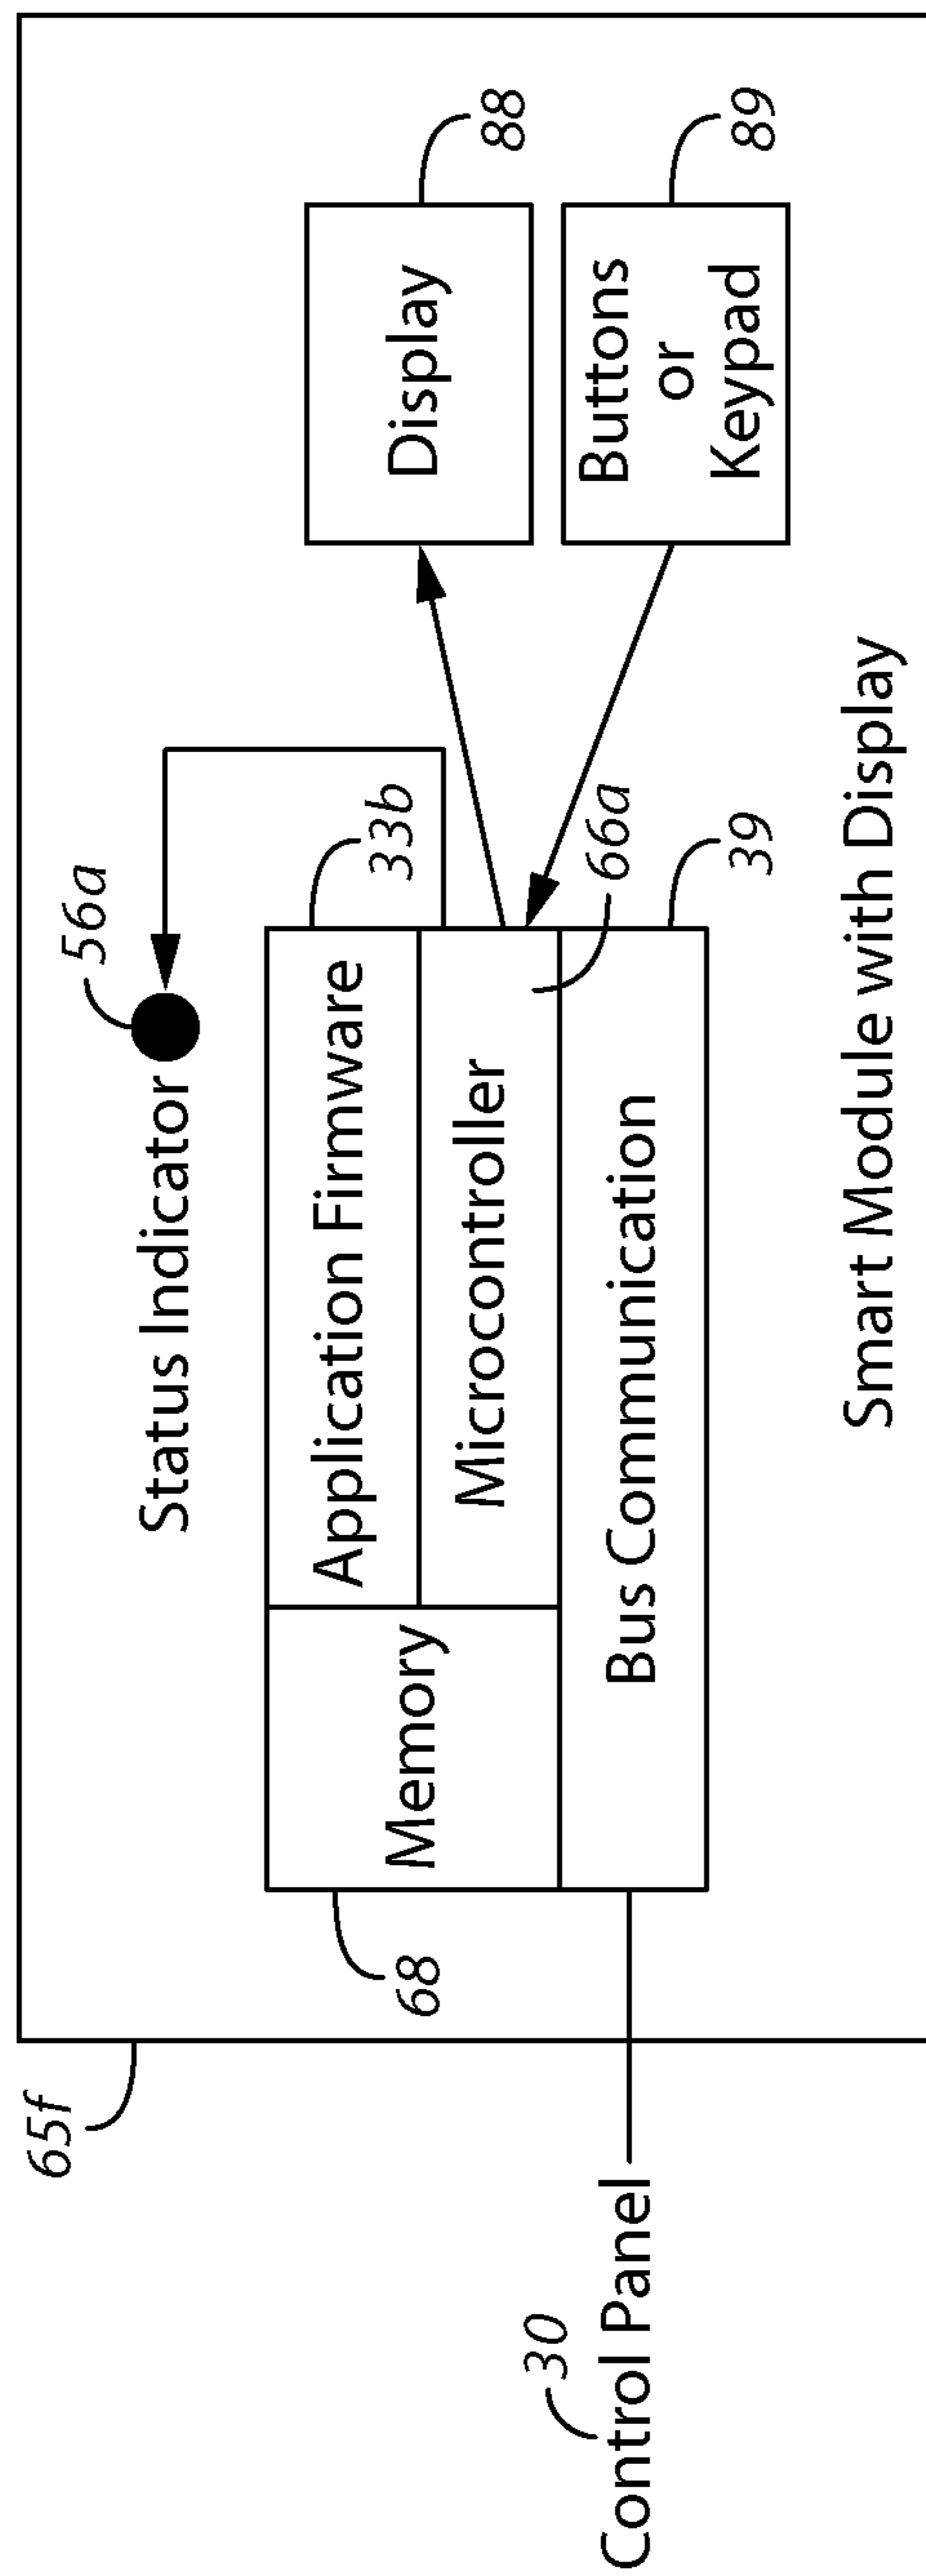 65f
56a
Status Indicator
33b
Application Firmware
Memory
Microcontroller
66a
Bus Communication
39
68
Display
88
Buttons
or
Keypad
89
30
Control Panel
Smart Module with Display